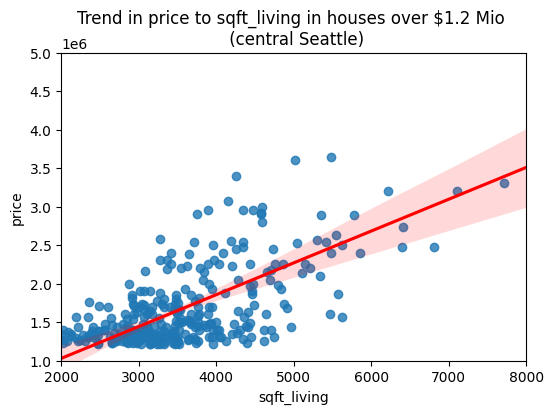 Trend in price to sqft_living in houses over $1.2 Mio
(central Seattle)
1e6
5.0
4.5
4.0
3.5
3.0
2.5
2.0
1.5
1.0
price
2000 3000 4000 5000 6000 7000 8000
sqft_living